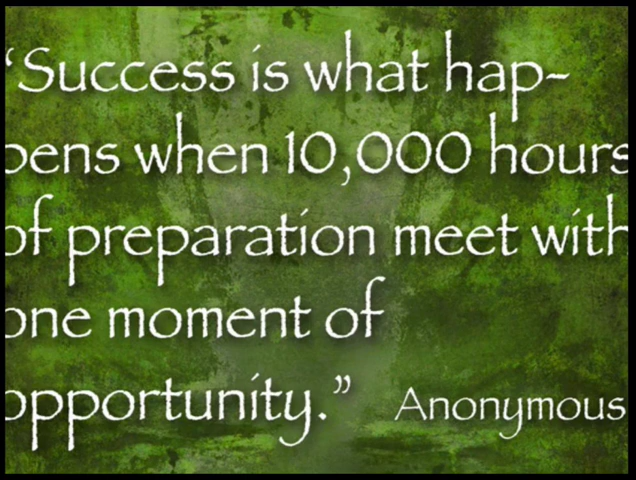 “Success is what hap-
pens when 10,000 hours
of preparation meet with
one moment of
opportunity.” Anonymous